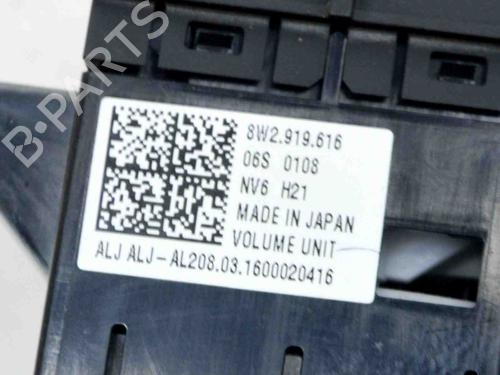 B-PARTS
8W2.919.616
06S 0108
NV6 H21
MADE IN JAPAN
VOLUME UNIT
ALJ ALJ-AL208.03.1600020416